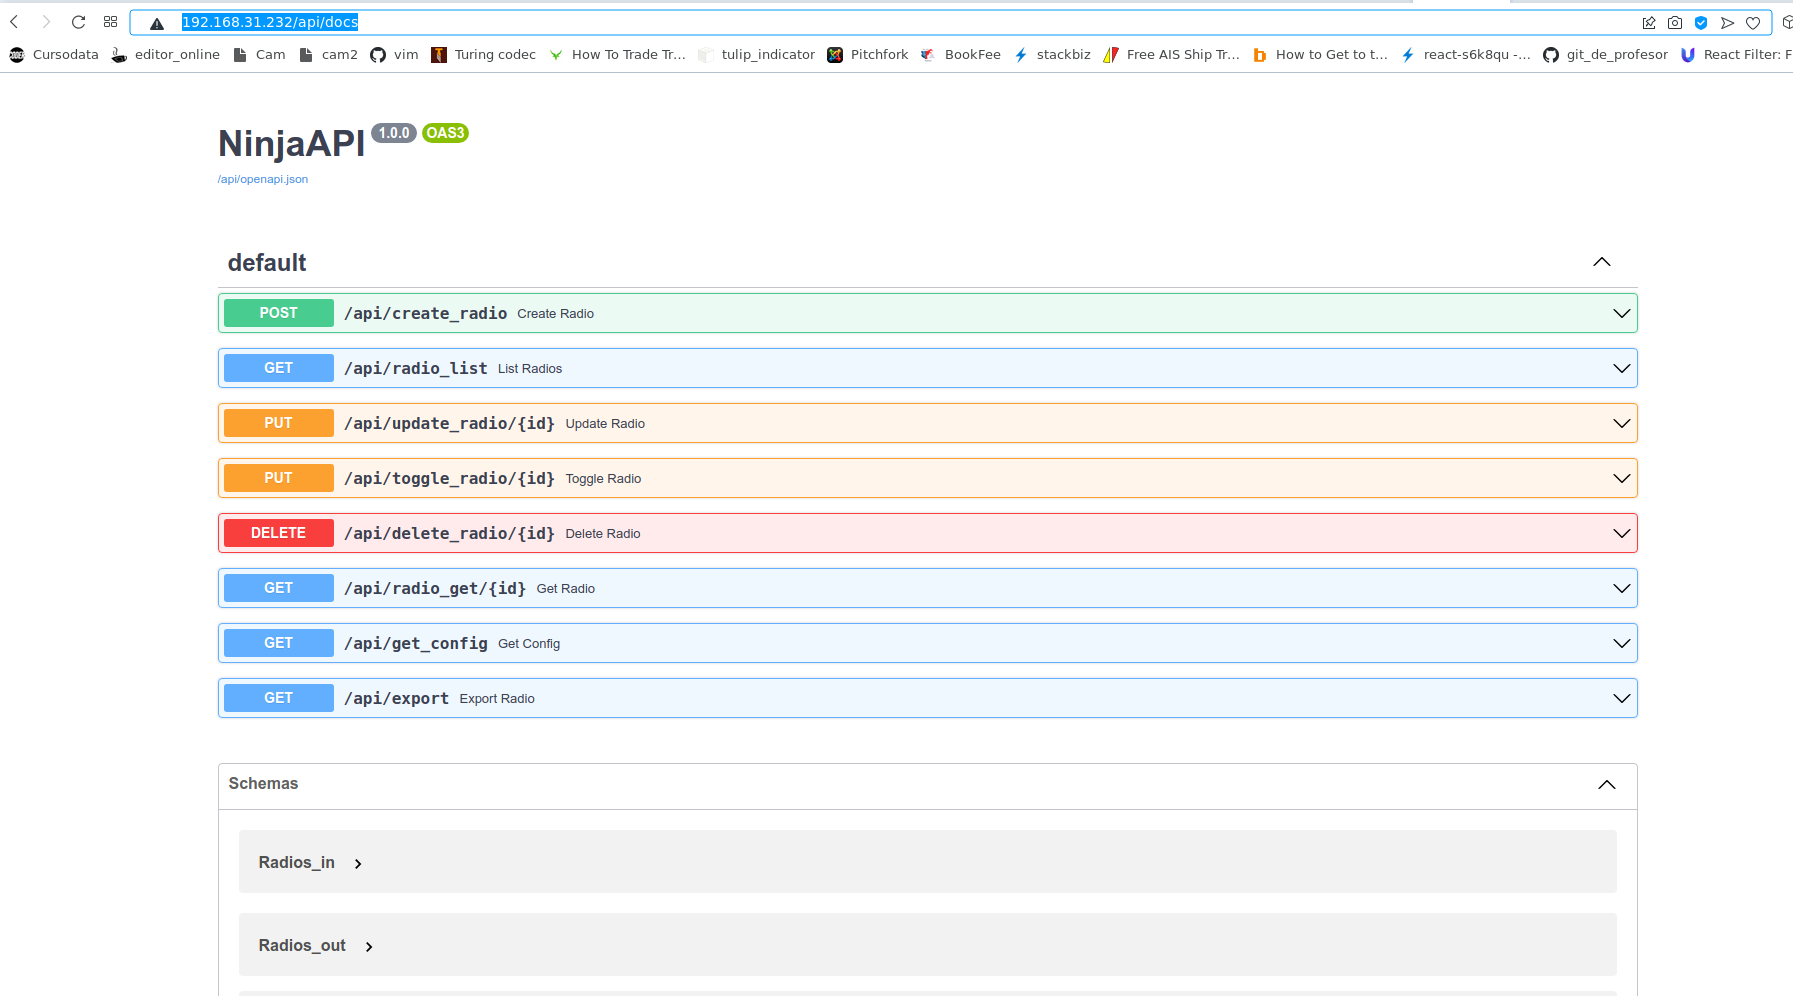 192.168.31.232/api/docs
Cursodata editor_online Cam cam2 vim Turing codec How To Trade Tr... tulip_indicator Pitchfork BookFee stackbiz Free AIS Ship Tr... How to Get to t... react-s6k8qu -... git_de_profesor React Filter: F
NinjaAPI 1.0.0 OAS3
/api/openapi.json
default
POST /api/create_radio Create Radio
GET /api/radio_list List Radios
PUT /api/update_radio/{id} Update Radio
PUT /api/toggle_radio/{id} Toggle Radio
DELETE /api/delete_radio/{id} Delete Radio
GET /api/radio_get/{id} Get Radio
GET /api/get_config Get Config
GET /api/export Export Radio
Schemas
Radios_in
Radios_out